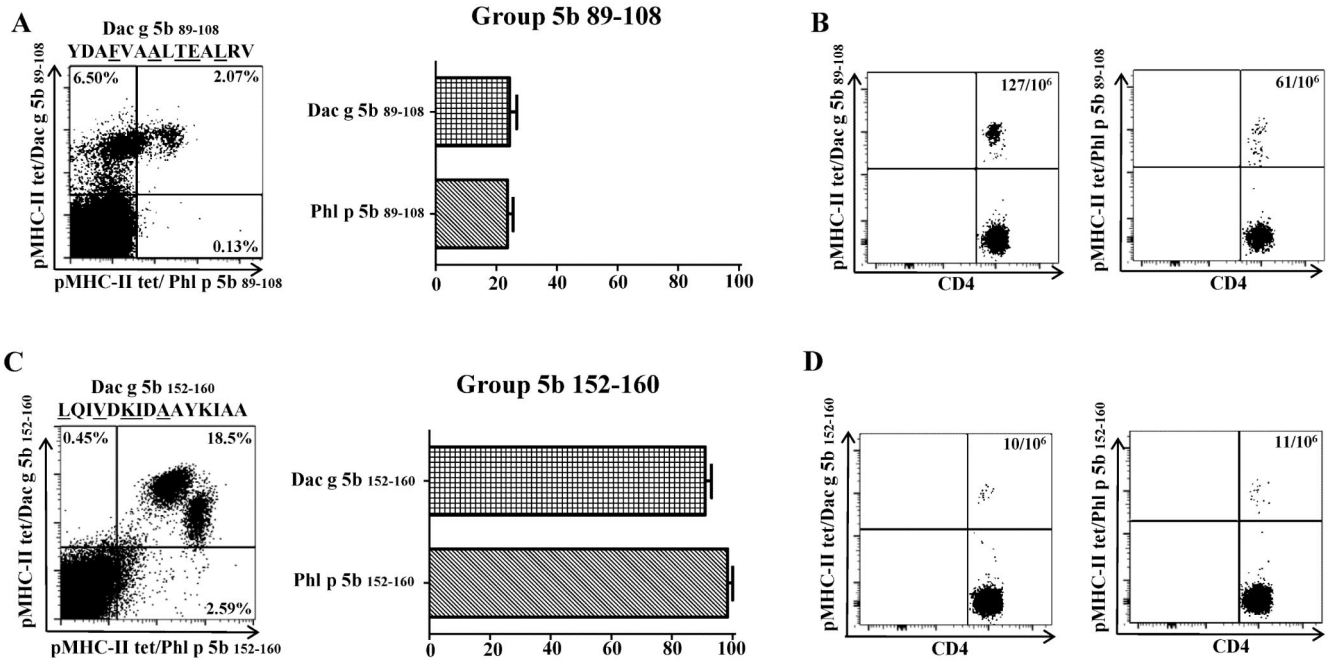 A
Dac g 5b 89-108
YDAFVAALTEALRV
6.50%
2.07%
0.13%
pMHC-II tet/Dac g 5b 89-108
pMHC-II tet/ Phl p 5b 89-108
Group 5b 89-108
Dac g 5b 89-108
Phl p 5b 89-108
0 20 40 60 80 100
B
127/10⁶
pMHC-II tet/Dac g 5b 89-108
CD4
61/10⁶
pMHC-II tet/Phl p 5b 89-108
CD4
C
Dac g 5b 152-160
LQIVDKIDAAYKIAA
0.45%
18.5%
2.59%
pMHC-II tet/Dac g 5b 152-160
pMHC-II tet/Phl p 5b 152-160
Group 5b 152-160
Dac g 5b 152-160
Phl p 5b 152-160
0 20 40 60 80 100
D
10/10⁶
pMHC-II tet/Dac g 5b 152-160
CD4
11/10⁶
pMHC-II tet/Phl p 5b 152-160
CD4